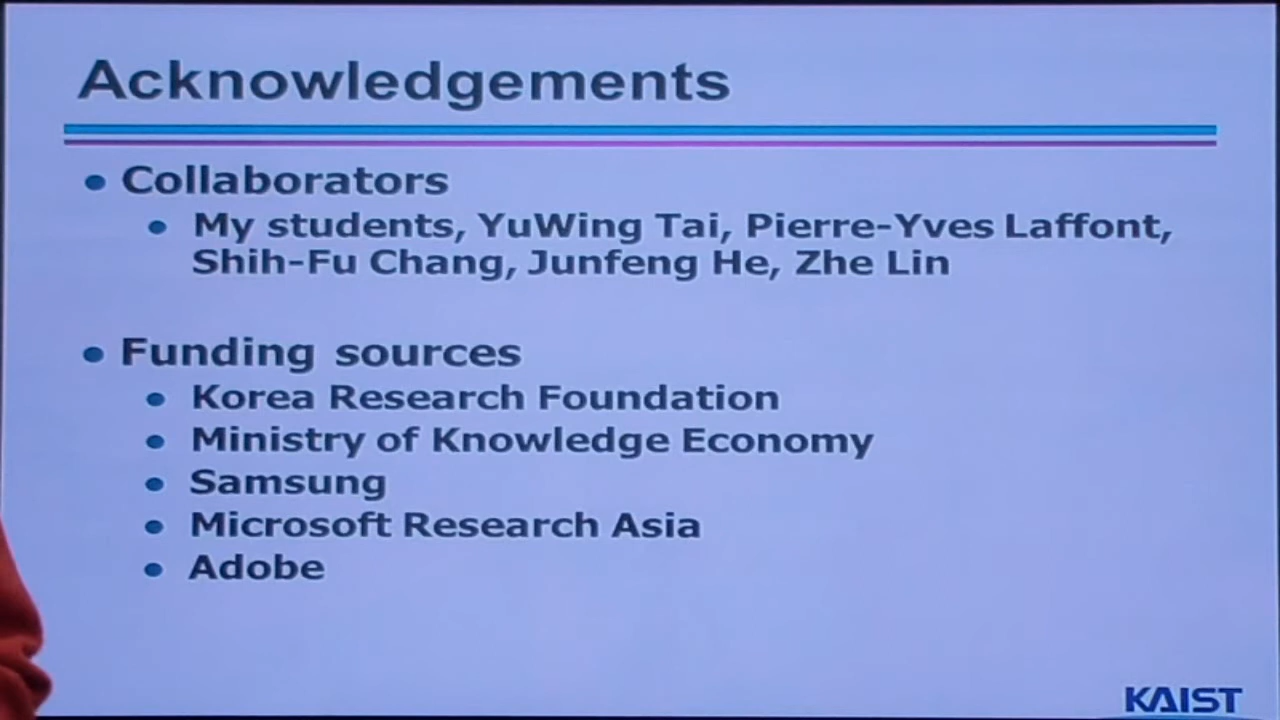 Acknowledgements
• Collaborators
• My students, YuWing Tai, Pierre-Yves Laffont,
Shih-Fu Chang, Junfeng He, Zhe Lin
• Funding sources
• Korea Research Foundation
• Ministry of Knowledge Economy
• Samsung
• Microsoft Research Asia
• Adobe
KAIST